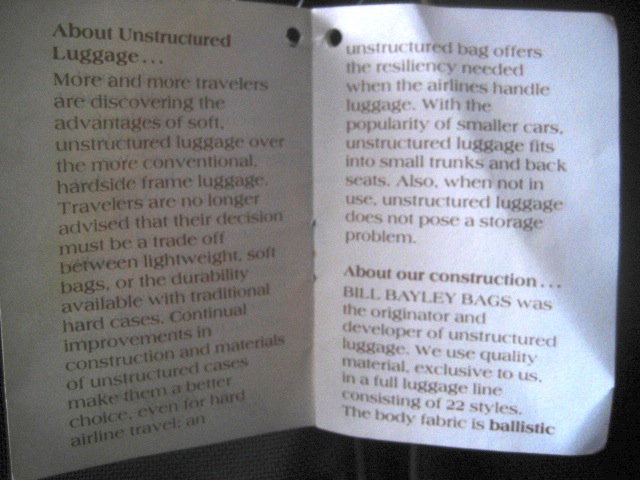 About Unstructured
Luggage...
More and more travelers
are discovering the
advantages of soft,
unstructured luggage over
the more conventional,
hardside frame luggage.
Travelers are no longer
advised that their decision
must be a trade off
between lightweight, soft
bags, or the durability
available with traditional
hard cases. Continual
improvements in
construction and materials
of unstructured cases
make them a better
choice, even for hard
airline travel; an
unstructured bag offers
the resiliency needed
when the airlines handle
luggage. With the
popularity of smaller cars,
unstructured luggage fits
into small trunks and back
seats. Also, when not in
use, unstructured luggage
does not pose a storage
problem.
About our construction...
BILL BAYLEY BAGS was
the originator and
developer of unstructured
luggage. We use quality
material, exclusive to us,
in a full luggage line
consisting of 22 styles.
The body fabric is ballistic